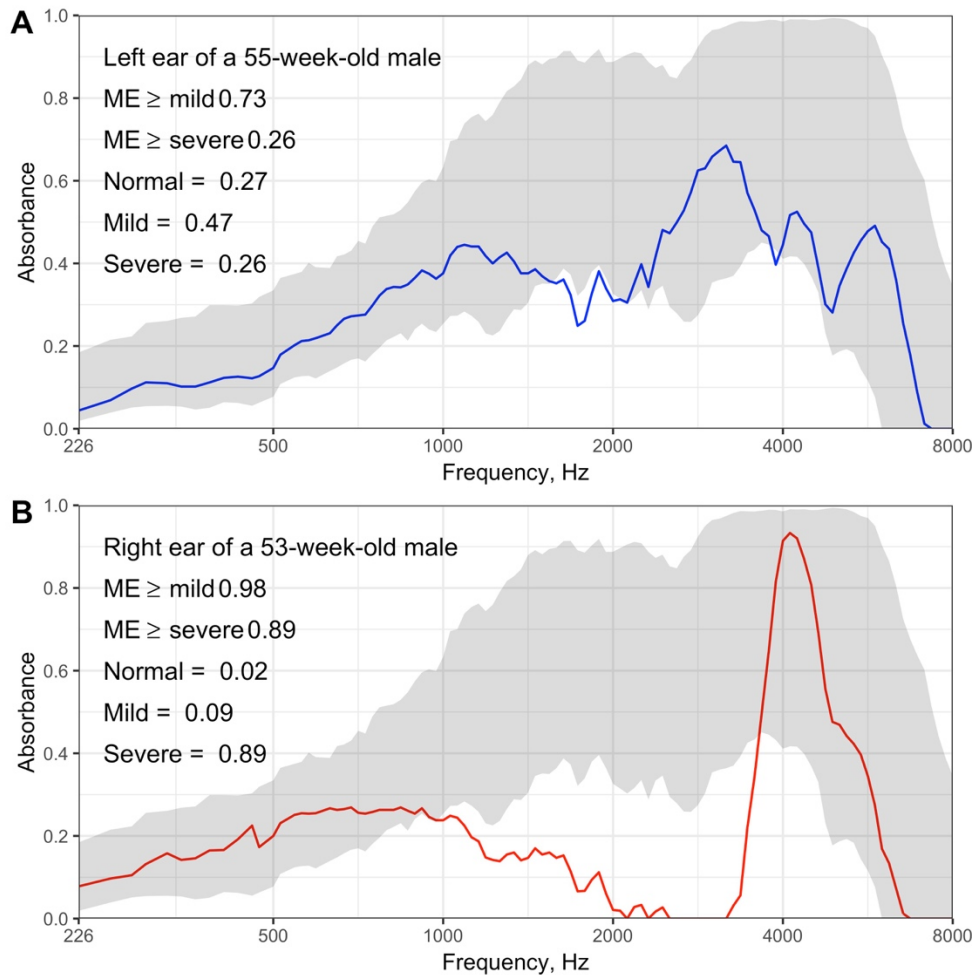 A
1.0
0.8
0.6
0.4
0.2
0.0
Absorbance
Left ear of a 55-week-old male
ME ≥ mild 0.73
ME ≥ severe 0.26
Normal = 0.27
Mild = 0.47
Severe = 0.26
226 500 1000 2000 4000 8000
Frequency, Hz
B
1.0
0.8
0.6
0.4
0.2
0.0
Absorbance
Right ear of a 53-week-old male
ME ≥ mild 0.98
ME ≥ severe 0.89
Normal = 0.02
Mild = 0.09
Severe = 0.89
226 500 1000 2000 4000 8000
Frequency, Hz